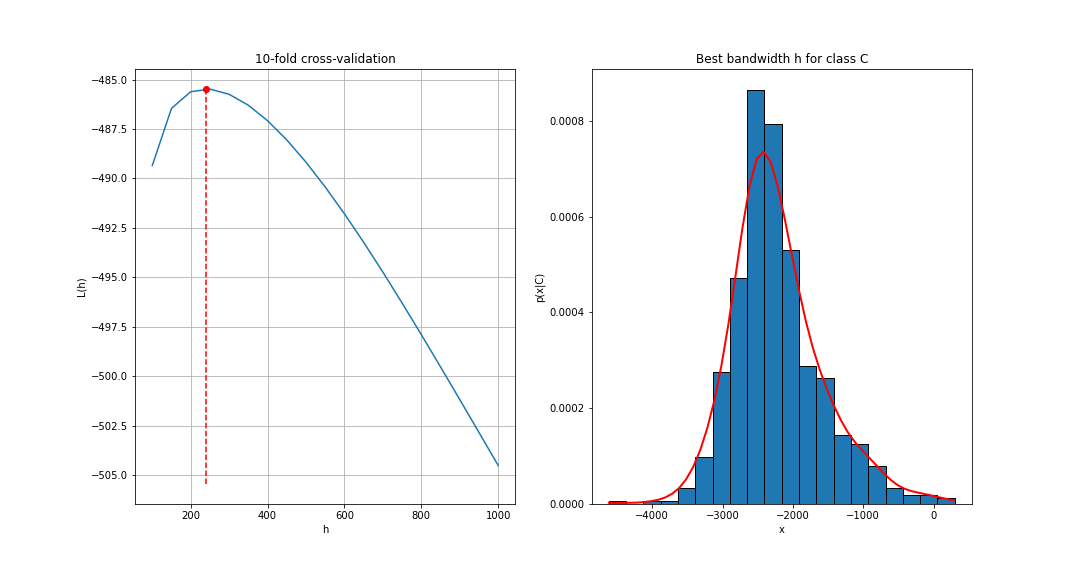 10-fold cross-validation
L(h)
−485.0
−487.5
−490.0
−492.5
−495.0
−497.5
−500.0
−502.5
−505.0
200 400 600 800 1000
h
Best bandwidth h for class C
p(x|C)
0.0008
0.0006
0.0004
0.0002
0.0000
−4000 −3000 −2000 −1000 0
x